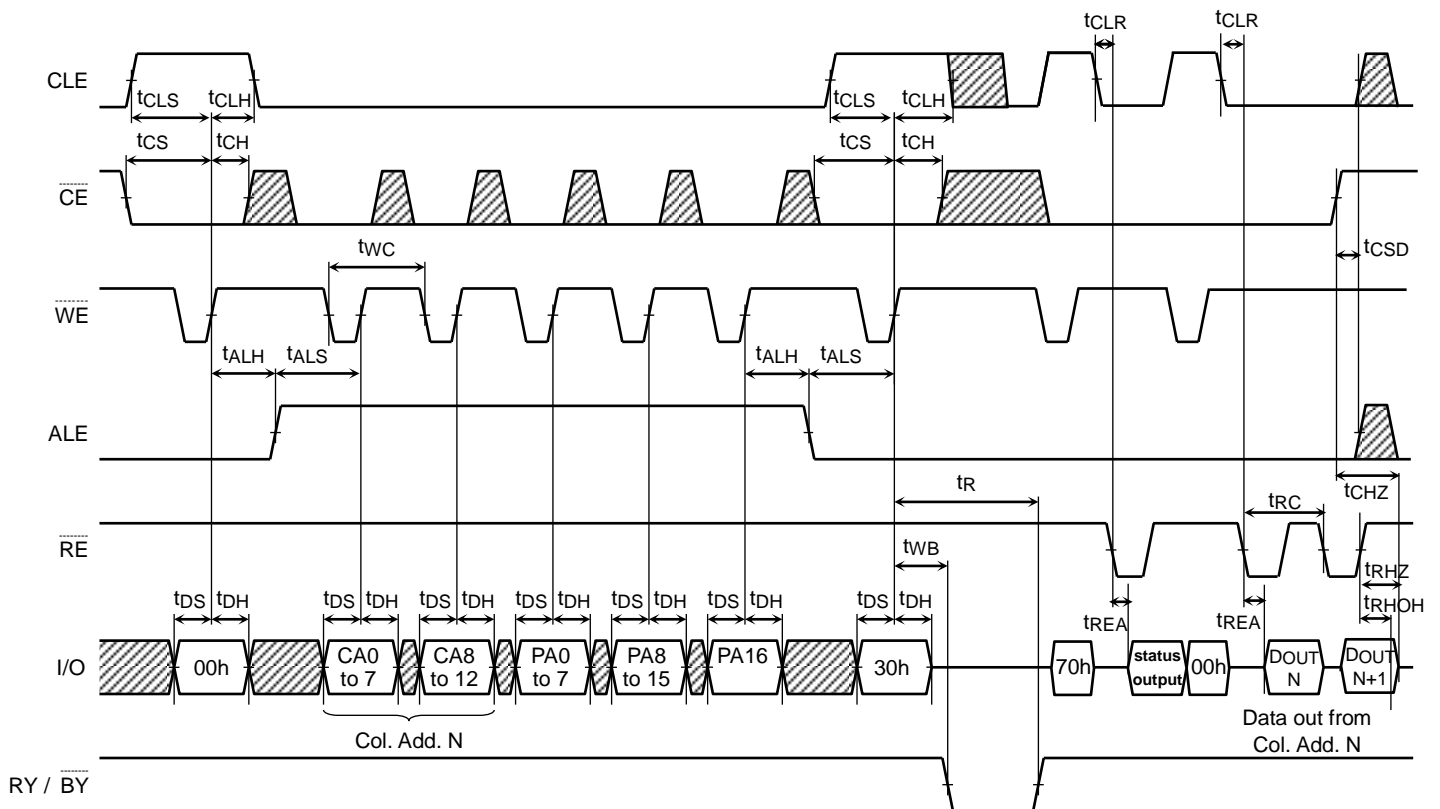 tCLR tCLR
CLE
tCLS tCLH tCLS tCLH
tCS tCH tCS tCH
CE
tWC tCSD
WE
tALH tALS tALH tALS
ALE
tR tCHZ
tRC
RE
tWB
tRHZ
tDS tDH tDS tDH tDS tDH tDS tDH tDS tDH tDS tDH tDS tDH tRHOH
tREA tREA
I/O 00h CA0 to 7 CA8 to 12 PA0 to 7 PA8 to 15 PA16 30h 70h status output 00h DOUT N DOUT N+1
Col. Add. N
Data out from
Col. Add. N
RY / BY